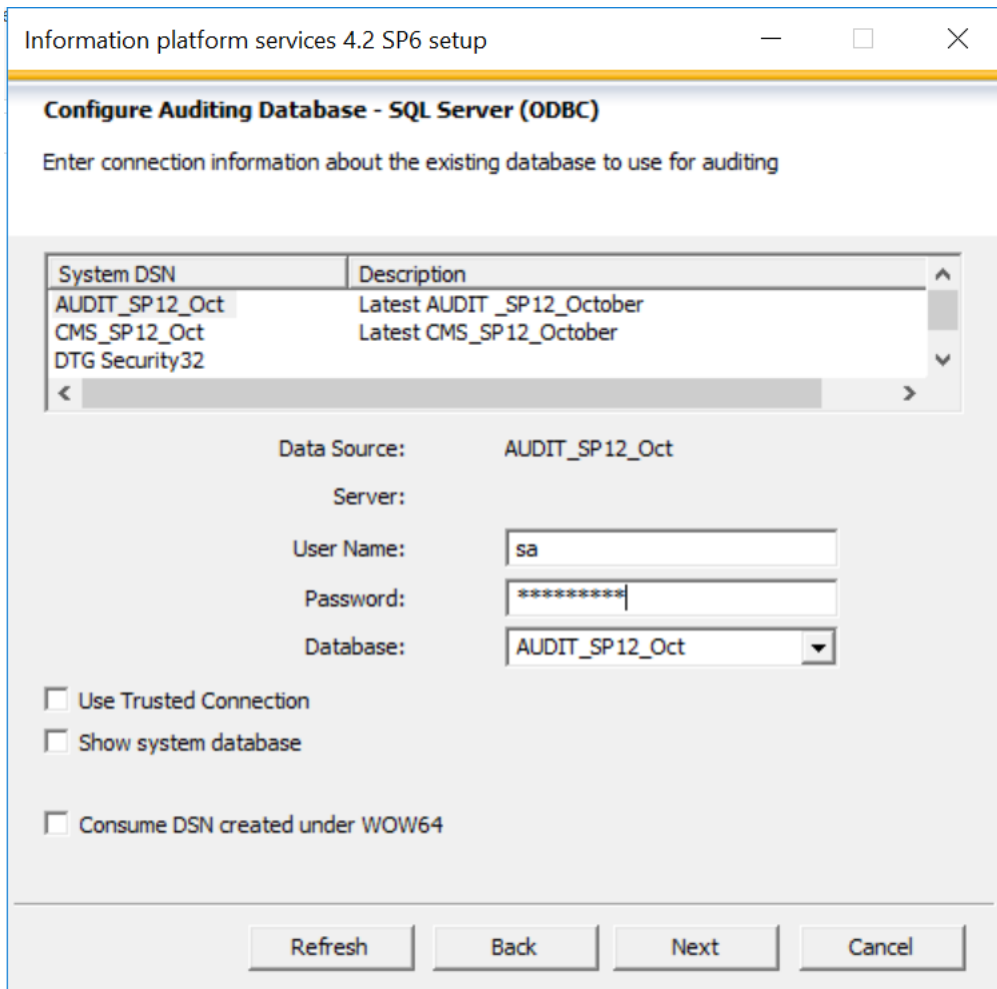 Information platform services 4.2 SP6 setup
Configure Auditing Database - SQL Server (ODBC)
Enter connection information about the existing database to use for auditing
System DSN Description
AUDIT_SP12_Oct Latest AUDIT _SP12_October
CMS_SP12_Oct Latest CMS_SP12_October
DTG Security32
Data Source: AUDIT_SP12_Oct
Server:
User Name: sa
Password: *********
Database: AUDIT_SP12_Oct
Use Trusted Connection
Show system database
Consume DSN created under WOW64
Refresh Back Next Cancel